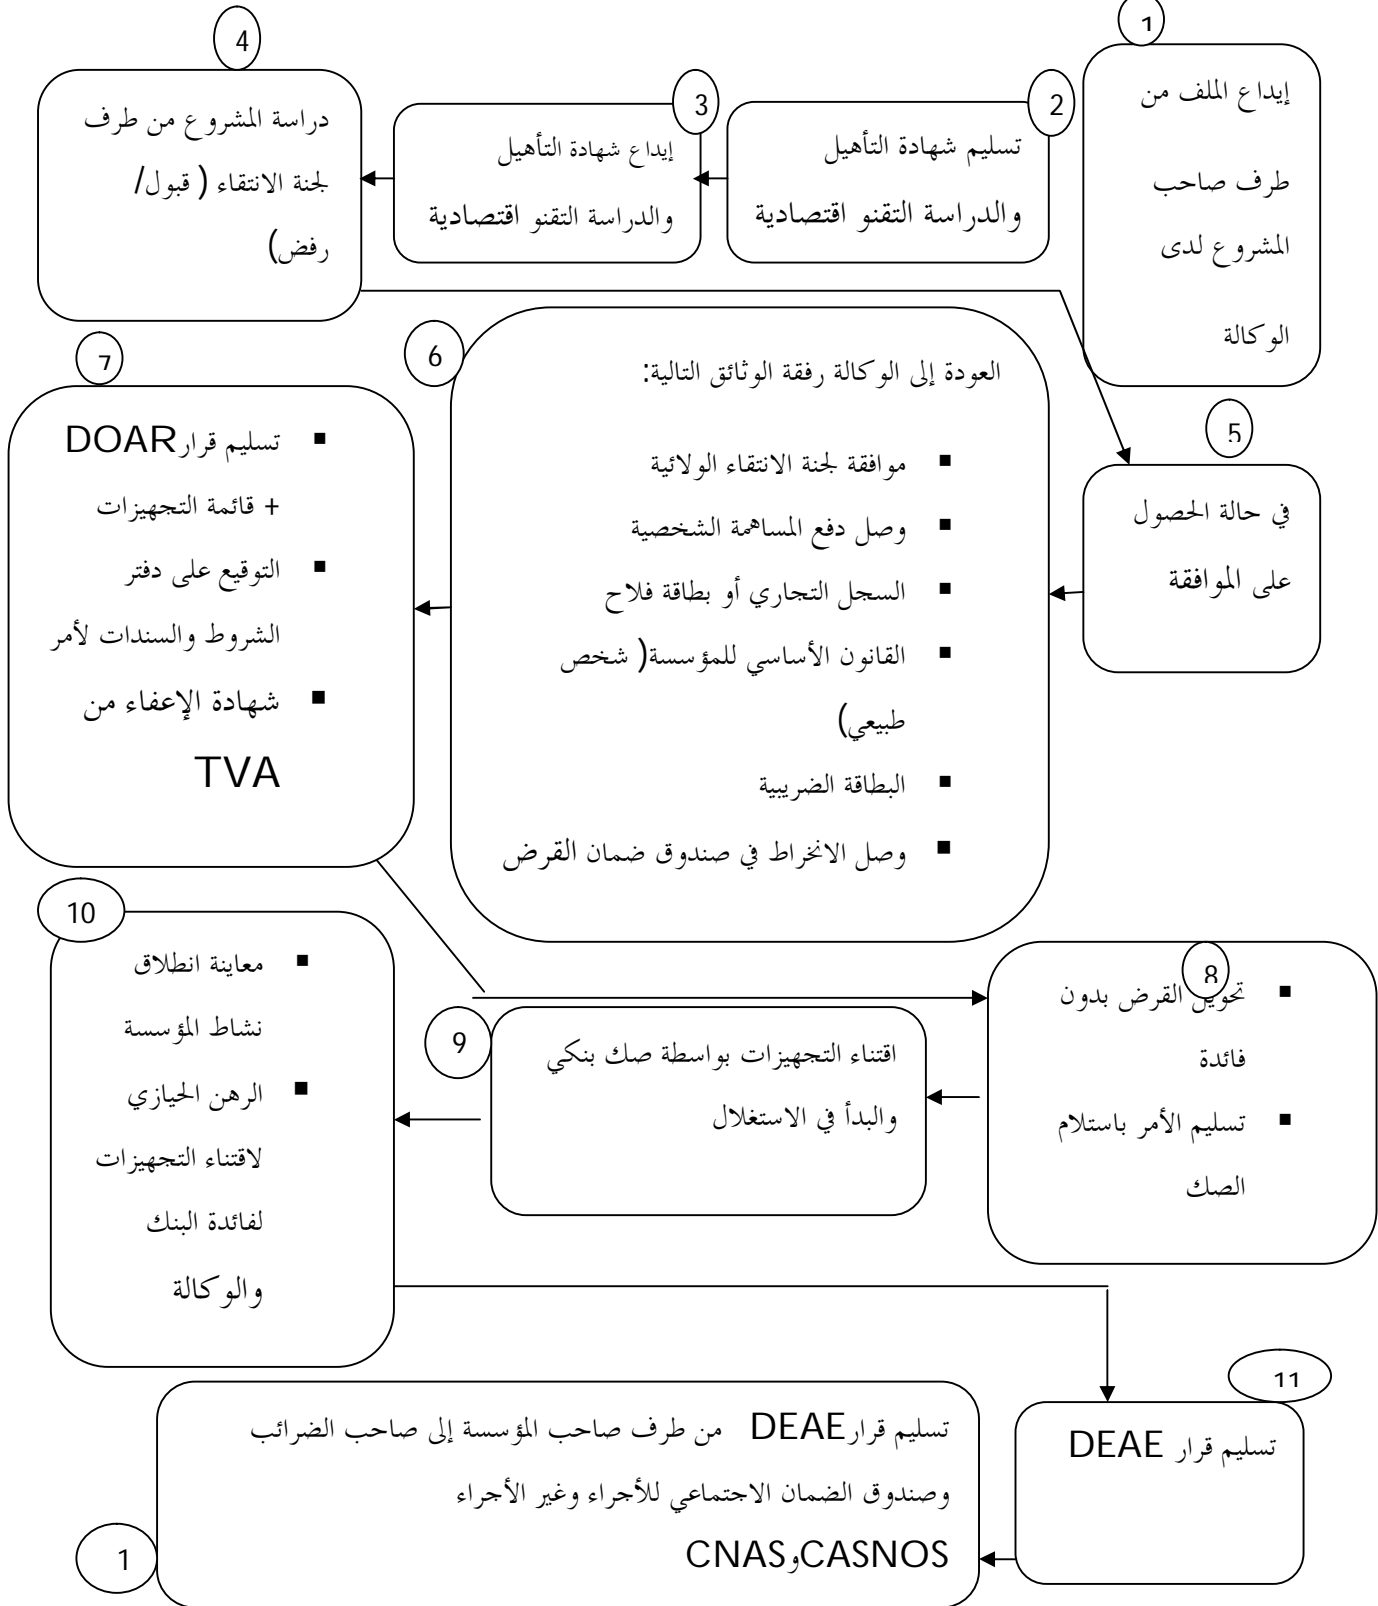 1
إيداع الملف من
طرف صاحب
المشروع لدى
الوكالة
2
تسليم شهادة التأهيل
والدراسة التقنو اقتصادية
3
إيداع شهادة التأهيل
والدراسة التقنو اقتصادية
4
دراسة المشروع من طرف
لجنة الانتقاء ( قبول/
رفض)
5
في حالة الحصول
على الموافقة
6
العودة إلى الوكالة رفقة الوثائق التالية:
▪ موافقة لجنة الانتقاء الولائية
▪ وصل دفع المساهمة الشخصية
▪ السجل التجاري أو بطاقة فلاح
▪ القانون الأساسي للمؤسسة( شخص
طبيعي)
▪ البطاقة الضريبية
▪ وصل الانخراط في صندوق ضمان القرض
7
▪ تسليم قرار DOAR
+ قائمة التجهيزات
▪ التوقيع على دفتر
الشروط والسندات لأمر
▪ شهادة الإعفاء من
TVA
8
▪ تحويل القرض بدون
فائدة
▪ تسليم الأمر باستلام
الصك
9
اقتناء التجهيزات بواسطة صك بنكي
والبدأ في الاستغلال
10
▪ معاينة انطلاق
نشاط المؤسسة
▪ الرهن الحيازي
لاقتناء التجهيزات
لفائدة البنك
والوكالة
11
تسليم قرار DEAE
1
تسليم قرار DEAE من طرف صاحب المؤسسة إلى صاحب الضرائب
وصندوق الضمان الاجتماعي للأجراء وغير الأجراء
CASNOS و CNAS